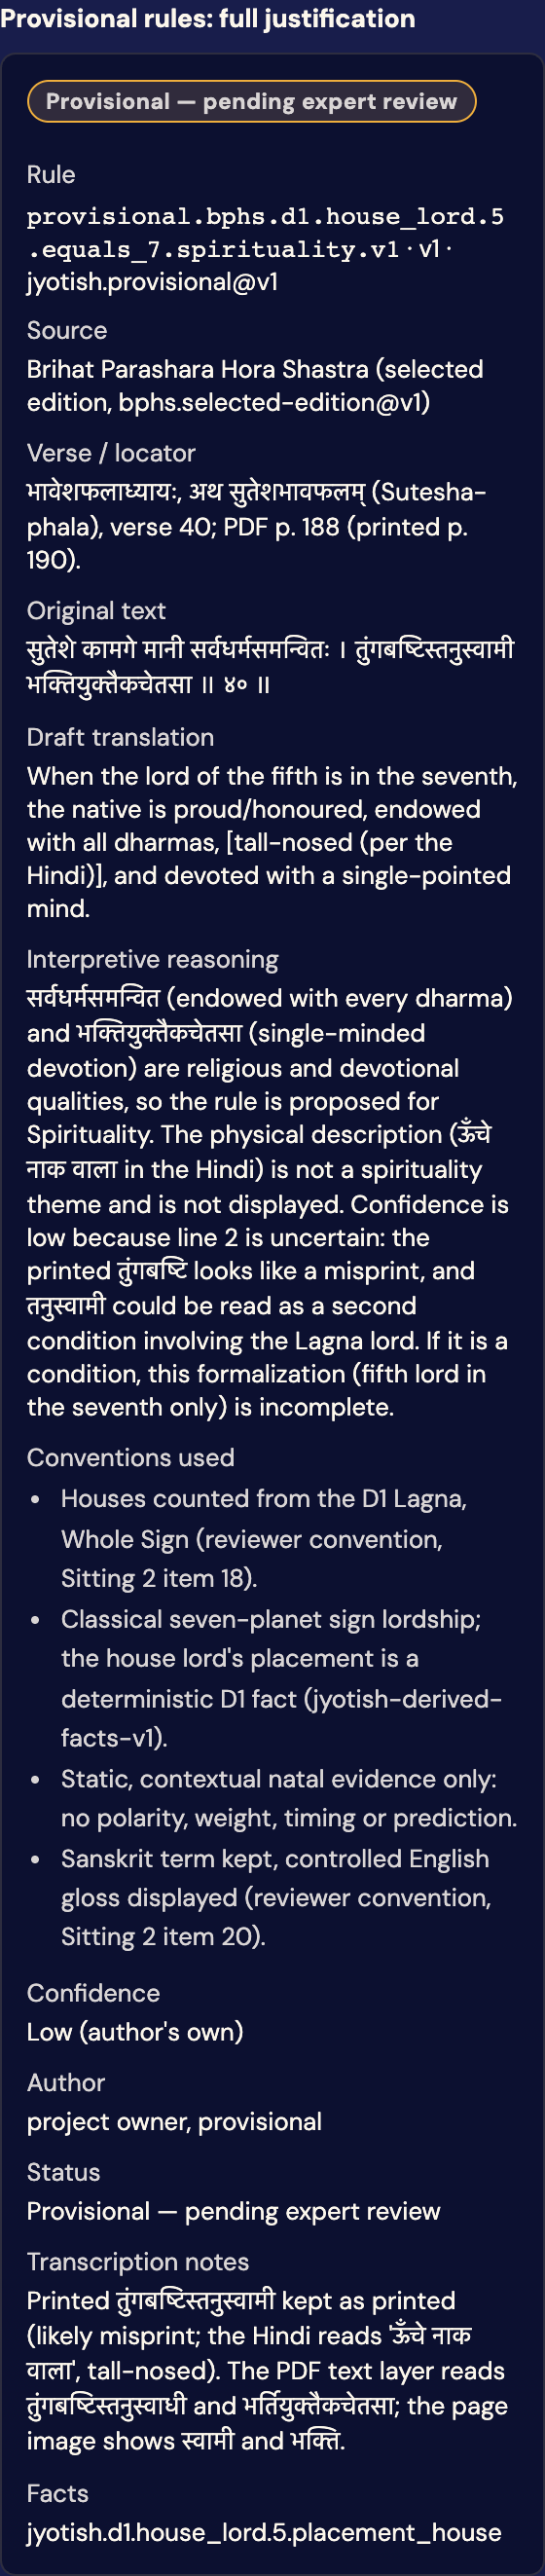 Provisional rules: full justification
Provisional — pending expert review
Rule
provisional.bphs.d1.house_lord.5
.equals_7.spirituality.v1 · v1 ·
jyotish.provisional@v1
Source
Brihat Parashara Hora Shastra (selected
edition, bphs.selected-edition@v1)
Verse / locator
भावेशफलाध्यायः, अथ सुतेशभावफलम् (Sutesha-
phala), verse 40; PDF p. 188 (printed p.
190).
Original text
सुतेशे कामगे मानी सर्वधर्मसमन्वितः । तुंगबष्टिस्तनुस्वामी
भक्तियुक्तैकचेतसा ॥ ४० ॥
Draft translation
When the lord of the fifth is in the seventh,
the native is proud/honoured, endowed
with all dharmas, [tall-nosed (per the
Hindi)], and devoted with a single-pointed
mind.
Interpretive reasoning
सर्वधर्मसमन्वित (endowed with every dharma)
and भक्तियुक्तैकचेतसा (single-minded
devotion) are religious and devotional
qualities, so the rule is proposed for
Spirituality. The physical description (ऊँचे
नाक वाला in the Hindi) is not a spirituality
theme and is not displayed. Confidence is
low because line 2 is uncertain: the
printed तुंगबष्टि looks like a misprint, and
तनुस्वामी could be read as a second
condition involving the Lagna lord. If it is a
condition, this formalization (fifth lord in
the seventh only) is incomplete.
Conventions used
• Houses counted from the D1 Lagna,
Whole Sign (reviewer convention,
Sitting 2 item 18).
• Classical seven-planet sign lordship;
the house lord's placement is a
deterministic D1 fact (jyotish-derived-
facts-v1).
• Static, contextual natal evidence only:
no polarity, weight, timing or prediction.
• Sanskrit term kept, controlled English
gloss displayed (reviewer convention,
Sitting 2 item 20).
Confidence
Low (author's own)
Author
project owner, provisional
Status
Provisional — pending expert review
Transcription notes
Printed तुंगबष्टिस्तनुस्वामी kept as printed
(likely misprint; the Hindi reads 'ऊँचे नाक
वाला', tall-nosed). The PDF text layer reads
तुंगबष्टिस्तनुस्वाधी and भर्तियुक्तैकचेतसा; the page
image shows स्वामी and भक्ति.
Facts
jyotish.d1.house_lord.5.placement_house